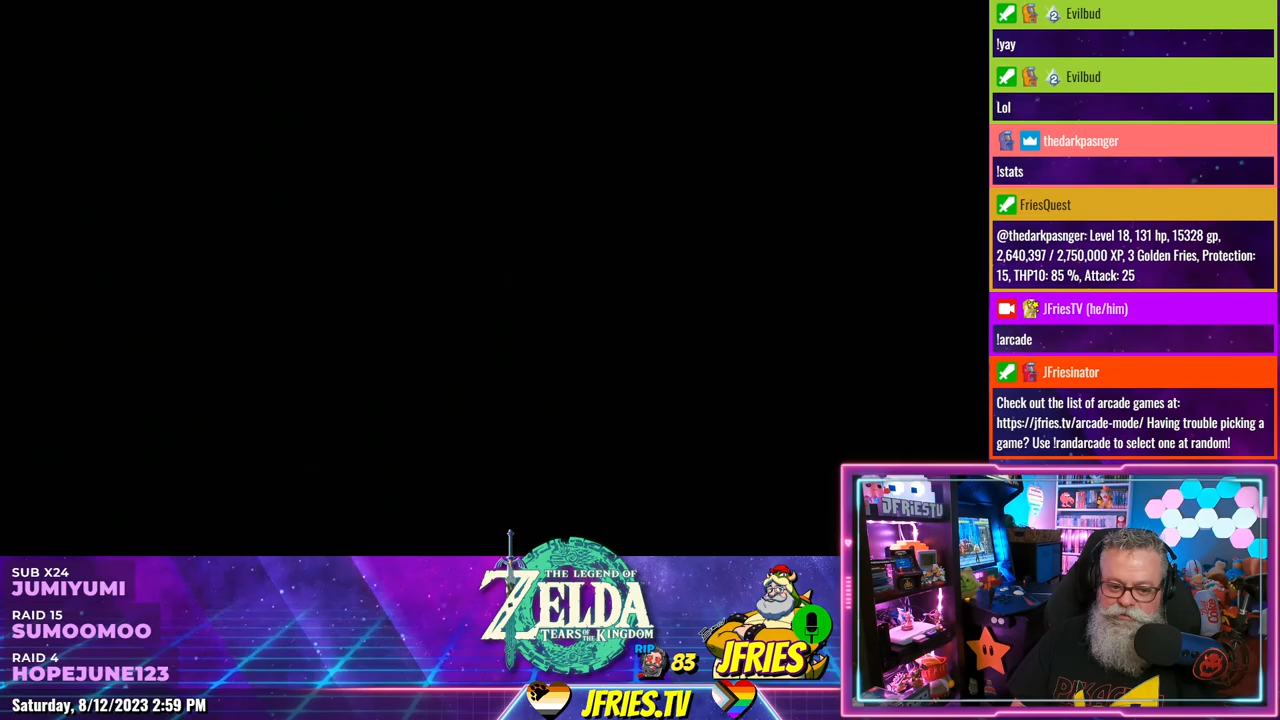 Evilbud
!yay
Evilbud
Lol
thedarkpasnger
!stats
FriesQuest
@thedarkpasnger: Level 18, 131 hp, 15328 gp,
2,640,397 / 2,750,000 XP, 3 Golden Fries, Protection:
15, THP10: 85 %, Attack: 25
JFriesTV (he/him)
!arcade
JFriesinator
Check out the list of arcade games at:
https://jfries.tv/arcade-mode/ Having trouble picking a
game? Use !randarcade to select one at random!
JFRIESTV
SUB X24
JUMIYUMI
RAID 15
SUMOOMOO
RAID 4
HOPEJUNE123
Saturday, 8/12/2023 2:59 PM
THE LEGEND OF
ZELDA
TEARS OF THE KINGDOM
RIP
83
JFRIES
JFRIES.TV